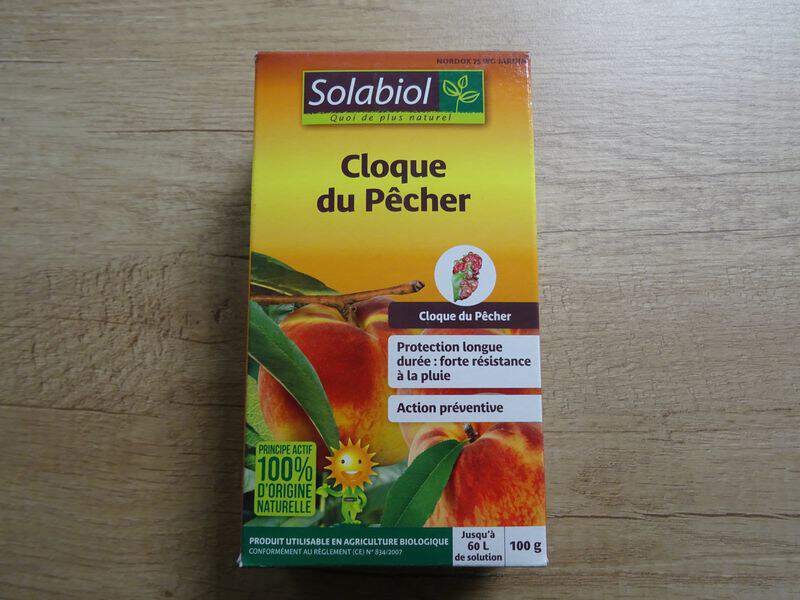 NORDOX 75 WG JARDIN
Solabiol
Quoi de plus naturel
Cloque
du Pêcher
Cloque du Pêcher
Protection longue
durée : forte résistance
à la pluie
Action préventive
PRINCIPE ACTIF
100%
D'ORIGINE
NATURELLE
PRODUIT UTILISABLE EN AGRICULTURE BIOLOGIQUE
CONFORMÉMENT AU RÈGLEMENT (CE) N° 834/2007
Jusqu'à
60 L
de solution
100 g